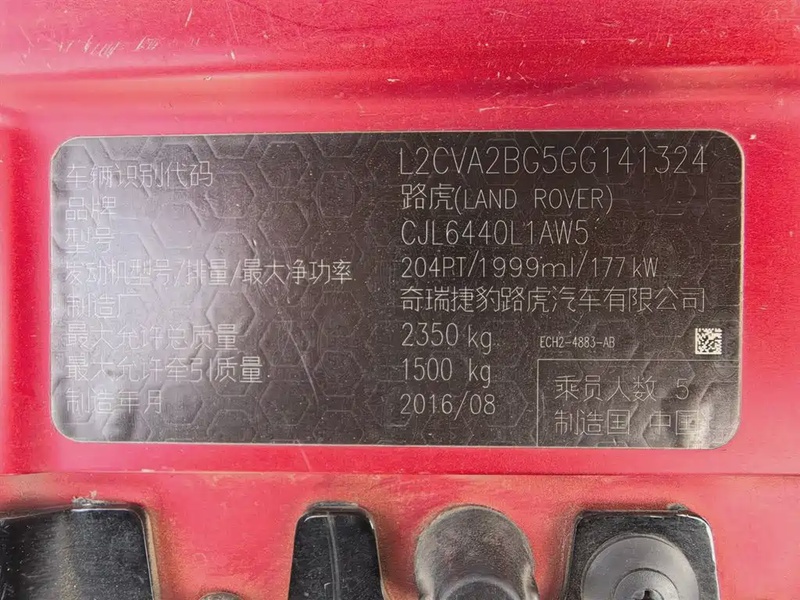 车辆识别代码 L2CVA2BG5GG141324
品牌 路虎(LAND ROVER)
型号 CJL6440L1AW5
发动机型号/排量/最大净功率 204PT/1999ml/177kW
制造厂 奇瑞捷豹路虎汽车有限公司
最大允许总质量 2350 kg ECH2-4883-AB
最大允许牵引质量 1500 kg
乘员人数 5
制造年月 2016/08
制造国 中国